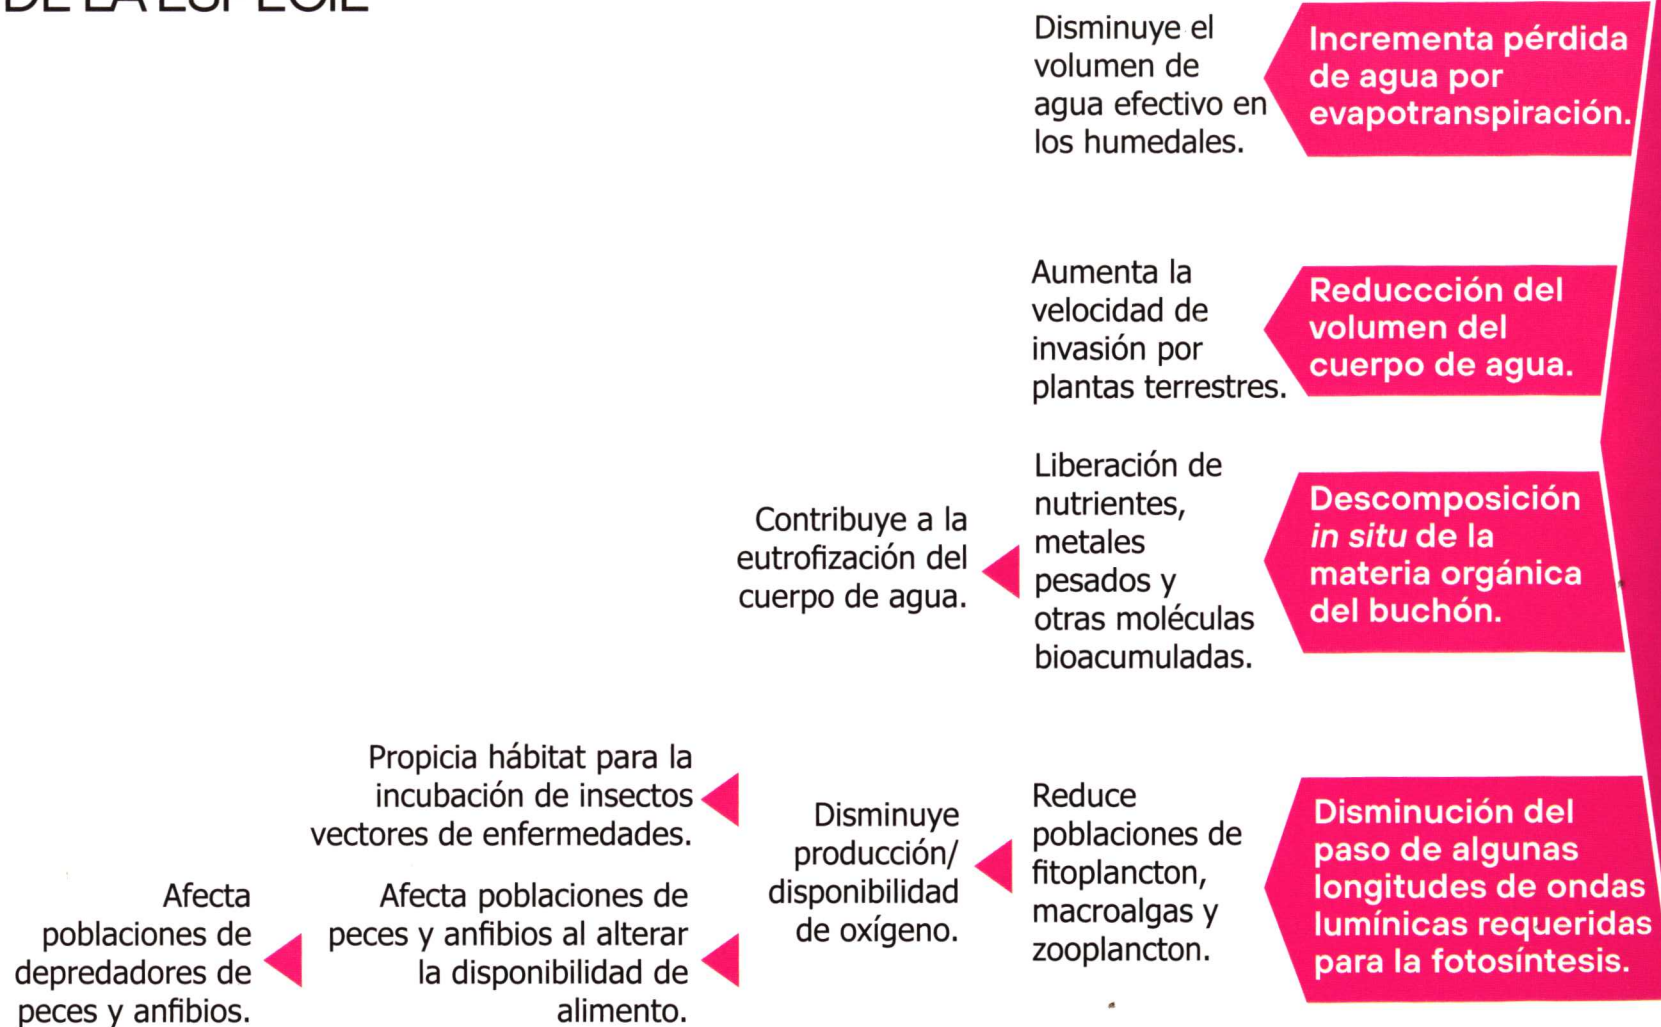 DE LA ESPECIE
Disminuye el
volumen de
agua efectivo en
los humedales.
Incrementa pérdida
de agua por
evapotranspiración.
Aumenta la
velocidad de
invasión por
plantas terrestres.
Reduccción del
volumen del
cuerpo de agua.
Contribuye a la
eutrofización del
cuerpo de agua.
Liberación de
nutrientes,
metales
pesados y
otras moléculas
bioacumuladas.
Descomposición
in situ de la
materia orgánica
del buchón.
Propicia hábitat para la
incubación de insectos
vectores de enfermedades.
Afecta
poblaciones de
depredadores de
peces y anfibios.
Afecta poblaciones de
peces y anfibios al alterar
la disponibilidad de
alimento.
Disminuye
producción/
disponibilidad
de oxígeno.
Reduce
poblaciones de
fitoplancton,
macroalgas y
zooplancton.
Disminución del
paso de algunas
longitudes de ondas
lumínicas requeridas
para la fotosíntesis.